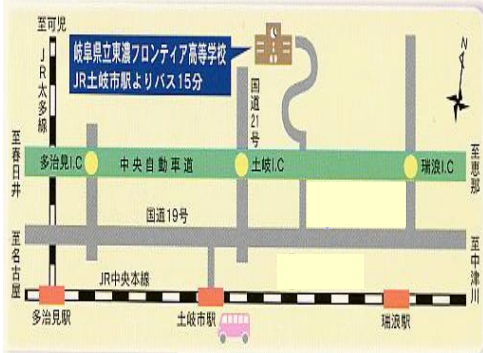 至可児
岐阜県立東濃フロンティア高等学校
JR土岐市駅よりバス15分
JR太多線
国道21号
N
至春日井
多治見I.C
中央自動車道
土岐I.C
瑞浪I.C
至恵那
国道19号
至名古屋
至中津川
JR中央本線
多治見駅
土岐市駅
瑞浪駅